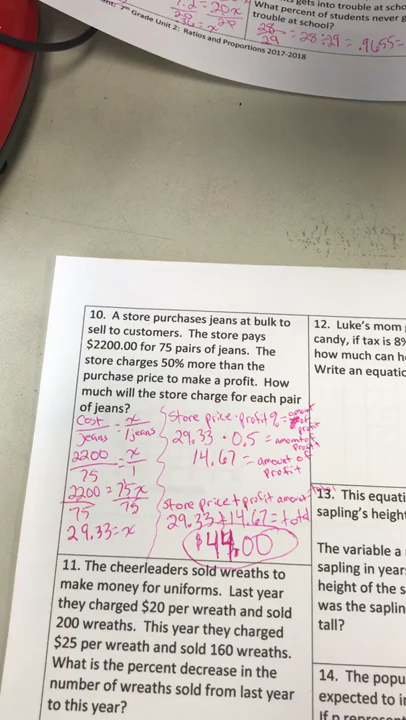 gets into trouble at scho
What percent of students never g
trouble at school?
= 20x
28/29 = 28÷29 = .9655=
7th Grade Unit 2: Ratios and Proportions 2017-2018
10. A store purchases jeans at bulk to
sell to customers. The store pays
$2200.00 for 75 pairs of jeans. The
store charges 50% more than the
purchase price to make a profit. How
much will the store charge for each pair
of jeans?
Cost/jeans = x/1 jeans
2200/75 = x/1
2200/75 = 75x/75
29.33=x
store price · profit % = amount of profit
29.33 · 0.5 = amount of profit
14.67 = amount of profit
store price + profit amount
29.33 + 14.67 = total
$44.00
11. The cheerleaders sold wreaths to
make money for uniforms. Last year
they charged $20 per wreath and sold
200 wreaths. This year they charged
$25 per wreath and sold 160 wreaths.
What is the percent decrease in the
number of wreaths sold from last year
to this year?
12. Luke's mom
candy, if tax is 8%
how much can h
Write an equatic
13. This equati
sapling's height
The variable a
sapling in year
height of the s
was the saplin
tall?
14. The popu
expected to i
If n represen